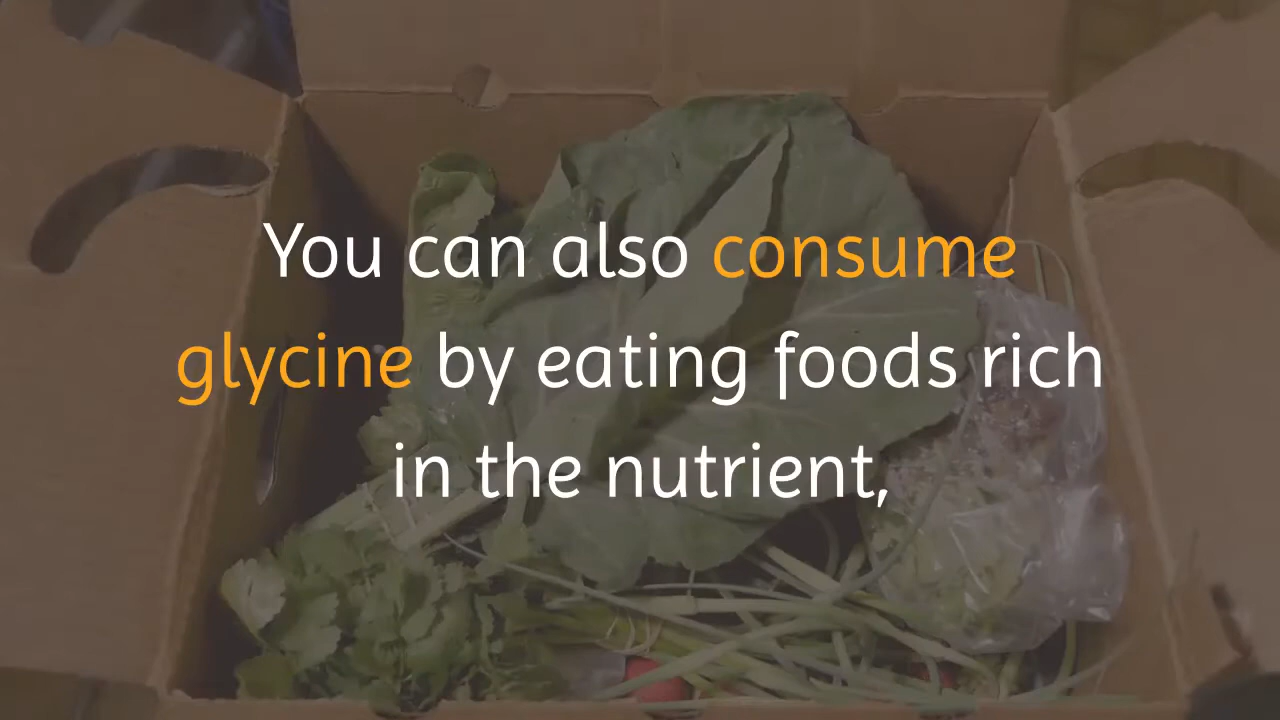 You can also consume
glycine by eating foods rich
in the nutrient,